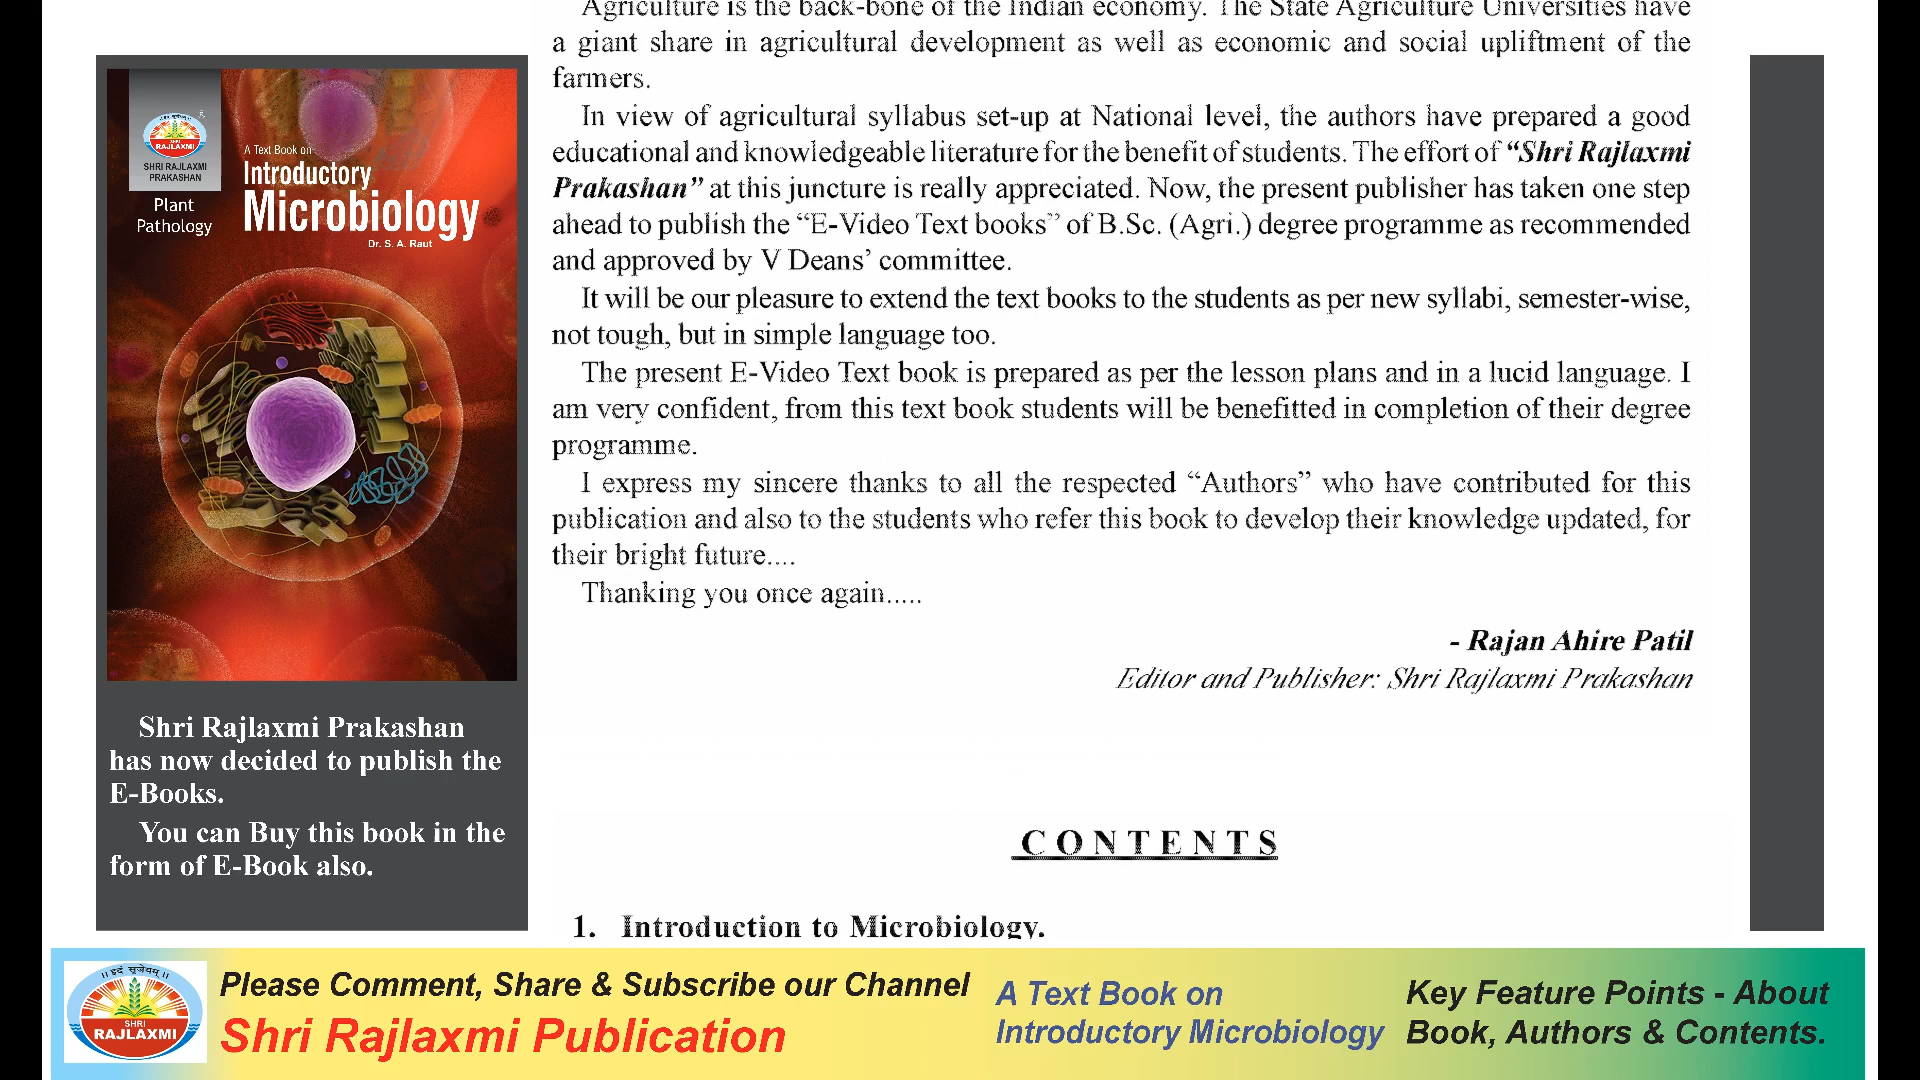 SHRI
RAJLAXMI
SHRI RAJLAXMI
PRAKASHAN
Plant
Pathology
A Text Book on
Introductory
Microbiology
Dr. S. A. Raut
Shri Rajlaxmi Prakashan
has now decided to publish the
E-Books.
You can Buy this book in the
form of E-Book also.
Agriculture is the back-bone of the Indian economy. The State Agriculture Universities have
a giant share in agricultural development as well as economic and social upliftment of the
farmers.
In view of agricultural syllabus set-up at National level, the authors have prepared a good
educational and knowledgeable literature for the benefit of students. The effort of “Shri Rajlaxmi
Prakashan” at this juncture is really appreciated. Now, the present publisher has taken one step
ahead to publish the “E-Video Text books” of B.Sc. (Agri.) degree programme as recommended
and approved by V Deans’ committee.
It will be our pleasure to extend the text books to the students as per new syllabi, semester-wise,
not tough, but in simple language too.
The present E-Video Text book is prepared as per the lesson plans and in a lucid language. I
am very confident, from this text book students will be benefitted in completion of their degree
programme.
I express my sincere thanks to all the respected “Authors” who have contributed for this
publication and also to the students who refer this book to develop their knowledge updated, for
their bright future....
Thanking you once again.....
- Rajan Ahire Patil
Editor and Publisher: Shri Rajlaxmi Prakashan
CONTENTS
1. Introduction to Microbiology.
।। हृदं सृजेयम् ।।
SHRI
RAJLAXMI
Please Comment, Share & Subscribe our Channel
Shri Rajlaxmi Publication
A Text Book on
Introductory Microbiology
Key Feature Points - About
Book, Authors & Contents.